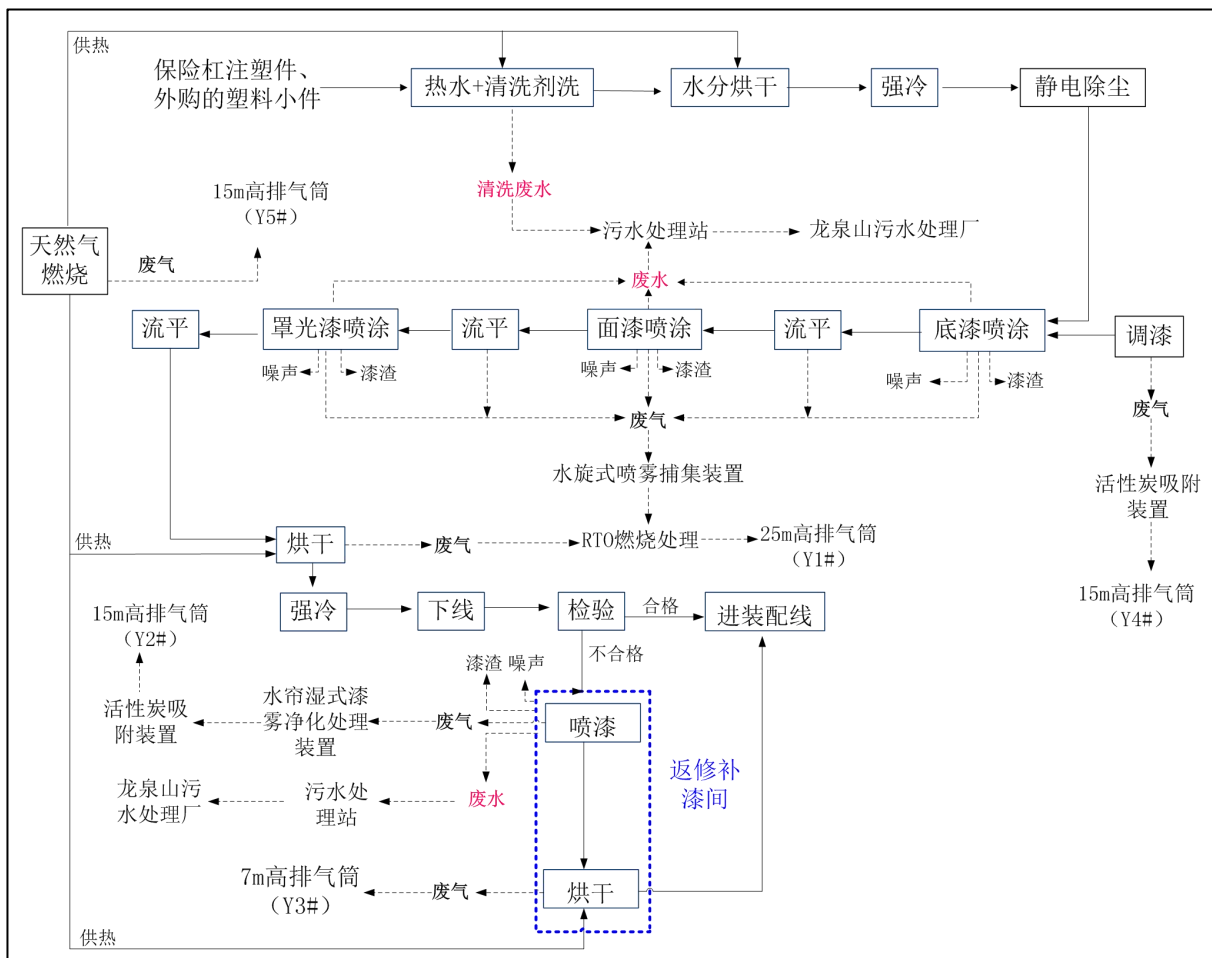 供热
保险杠注塑件、
外购的塑料小件
热水+清洗剂洗
水分烘干
强冷
静电除尘
15m高排气筒
（Y5#）
清洗废水
污水处理站
龙泉山污水处理厂
天然气
燃烧
废气
废水
流平
罩光漆喷涂
流平
面漆喷涂
流平
底漆喷涂
调漆
噪声
漆渣
噪声
漆渣
噪声
漆渣
废气
废气
水旋式喷雾捕集装置
活性炭吸附
装置
供热
烘干
废气
RTO燃烧处理
25m高排气筒
（Y1#）
15m高排气筒
（Y4#）
15m高排气筒
（Y2#）
强冷
下线
检验
合格
进装配线
不合格
漆渣
噪声
活性炭吸
附装置
水帘湿式漆
雾净化处理
装置
废气
喷漆
返修补
漆间
龙泉山污
水处理厂
污水处
理站
废水
7m高排气筒
（Y3#）
废气
烘干
供热